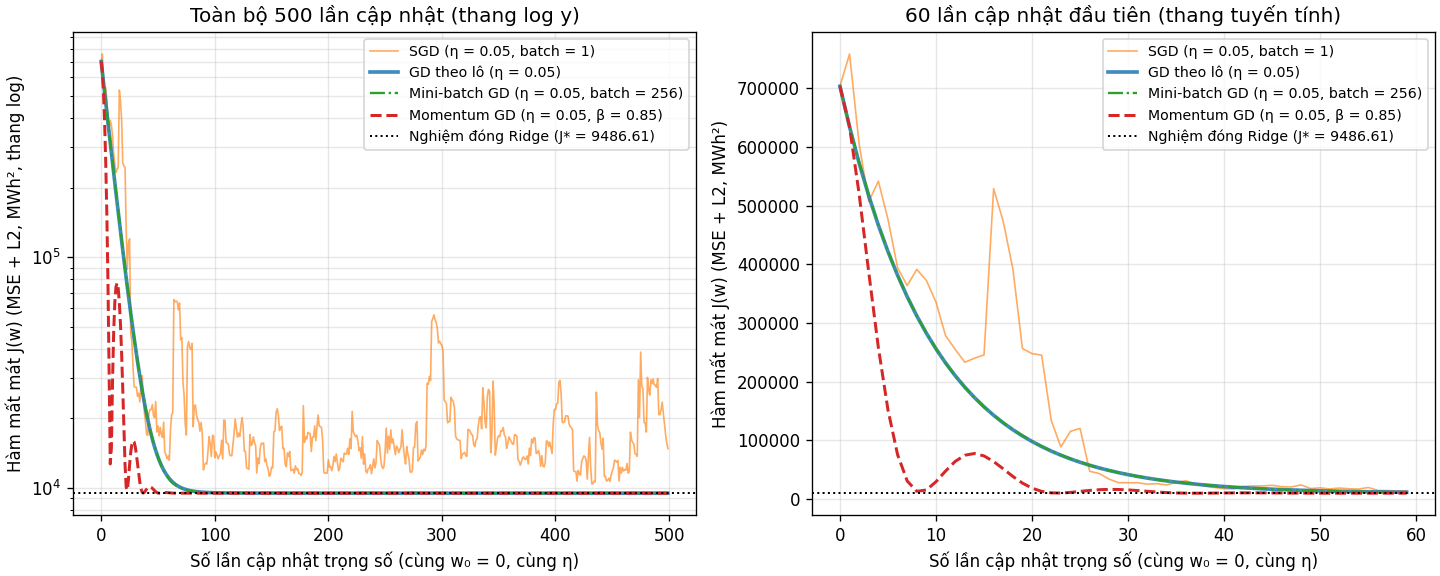 Toàn bộ 500 lần cập nhật (thang log y)
Hàm mất mát J(w) (MSE + L2, MWh², thang log)
10⁵
10⁴
SGD (η = 0.05, batch = 1)
GD theo lô (η = 0.05)
Mini-batch GD (η = 0.05, batch = 256)
Momentum GD (η = 0.05, β = 0.85)
Nghiệm đóng Ridge (J* = 9486.61)
0 100 200 300 400 500
Số lần cập nhật trọng số (cùng w₀ = 0, cùng η)
60 lần cập nhật đầu tiên (thang tuyến tính)
Hàm mất mát J(w) (MSE + L2, MWh²)
700000
600000
500000
400000
300000
200000
100000
0
SGD (η = 0.05, batch = 1)
GD theo lô (η = 0.05)
Mini-batch GD (η = 0.05, batch = 256)
Momentum GD (η = 0.05, β = 0.85)
Nghiệm đóng Ridge (J* = 9486.61)
0 10 20 30 40 50 60
Số lần cập nhật trọng số (cùng w₀ = 0, cùng η)